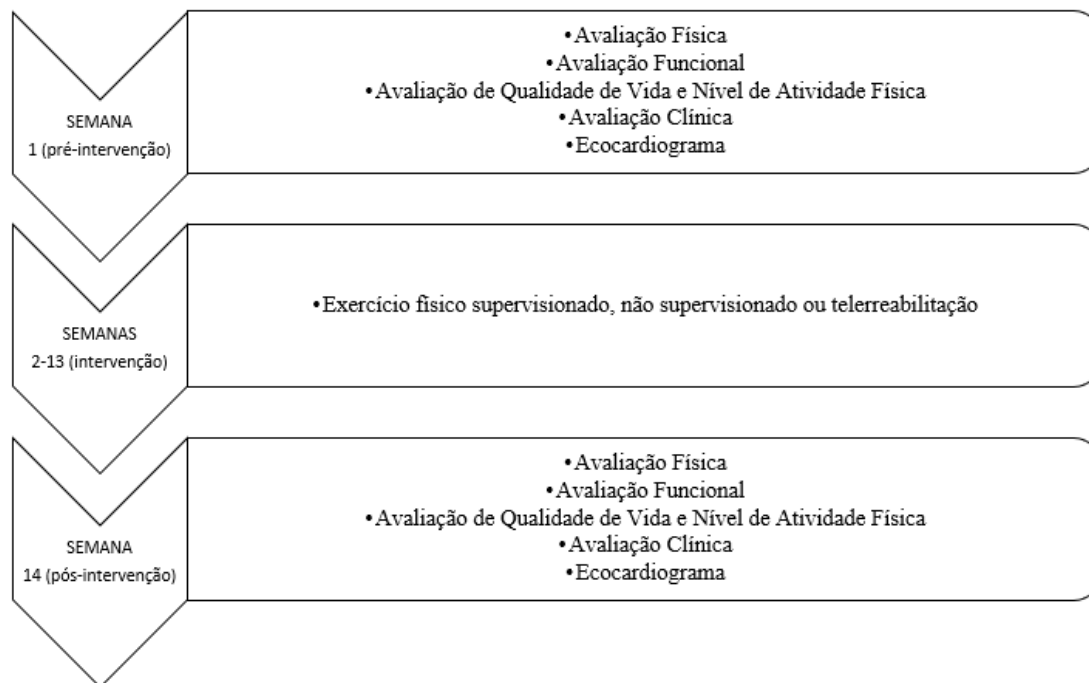 SEMANA
1 (pré-intervenção)
•Avaliação Física
•Avaliação Funcional
•Avaliação de Qualidade de Vida e Nível de Atividade Física
•Avaliação Clínica
•Ecocardiograma
SEMANAS
2-13 (intervenção)
•Exercício físico supervisionado, não supervisionado ou telerreabilitação
SEMANA
14 (pós-intervenção)
•Avaliação Física
•Avaliação Funcional
•Avaliação de Qualidade de Vida e Nível de Atividade Física
•Avaliação Clínica
•Ecocardiograma